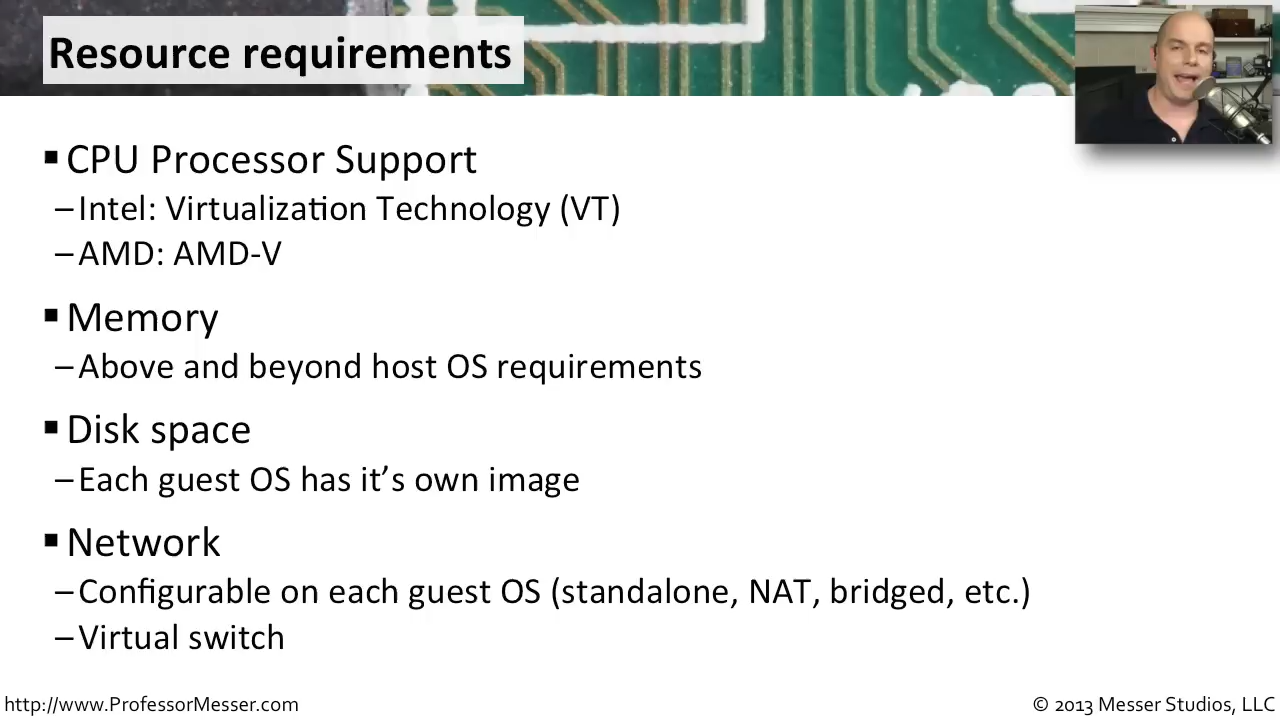 Resource requirements
▪CPU Processor Support
–Intel: Virtualization Technology (VT)
–AMD: AMD-V
▪Memory
–Above and beyond host OS requirements
▪Disk space
–Each guest OS has it’s own image
▪Network
–Configurable on each guest OS (standalone, NAT, bridged, etc.)
–Virtual switch
http://www.ProfessorMesser.com
© 2013 Messer Studios, LLC